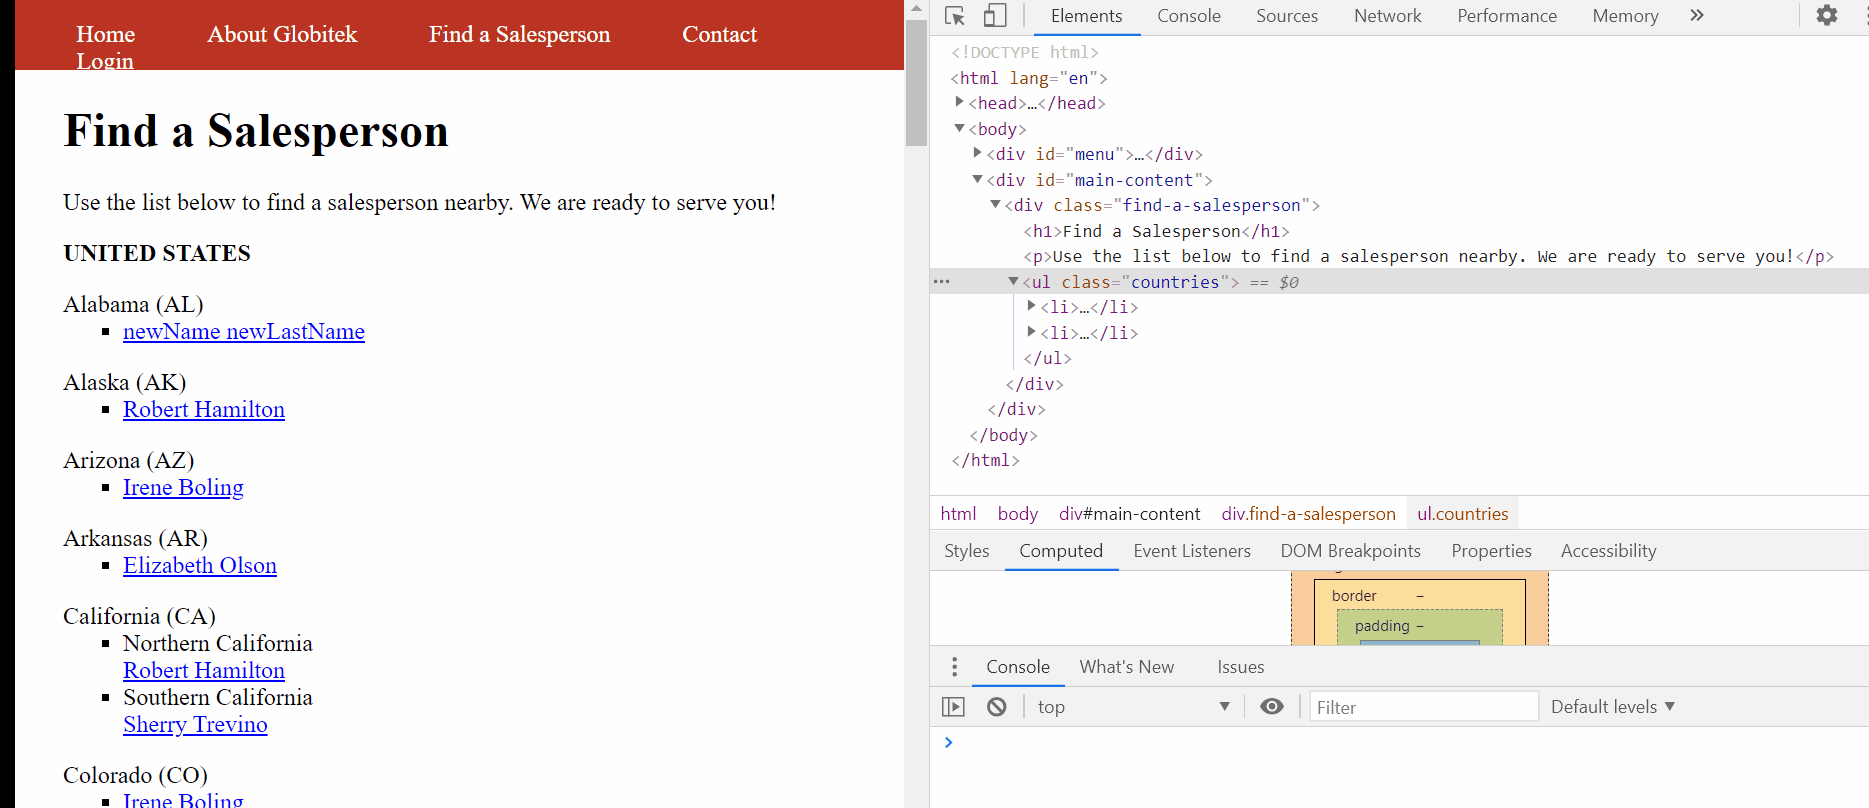 Home About Globitek Find a Salesperson Contact
Login
Find a Salesperson
Use the list below to find a salesperson nearby. We are ready to serve you!
UNITED STATES
Alabama (AL)
newName newLastName
Alaska (AK)
Robert Hamilton
Arizona (AZ)
Irene Boling
Arkansas (AR)
Elizabeth Olson
California (CA)
Northern California
Robert Hamilton
Southern California
Sherry Trevino
Colorado (CO)
Irene Boling
Elements Console Sources Network Performance Memory »
<!DOCTYPE html>
<html lang="en">
<head>…</head>
<body>
<div id="menu">…</div>
<div id="main-content">
<div class="find-a-salesperson">
<h1>Find a Salesperson</h1>
<p>Use the list below to find a salesperson nearby. We are ready to serve you!</p>
<ul class="countries"> == $0
<li>…</li>
<li>…</li>
</ul>
</div>
</div>
</body>
</html>
html body div#main-content div.find-a-salesperson ul.countries
Styles Computed Event Listeners DOM Breakpoints Properties Accessibility
border –
padding –
Console What's New Issues
top Filter Default levels